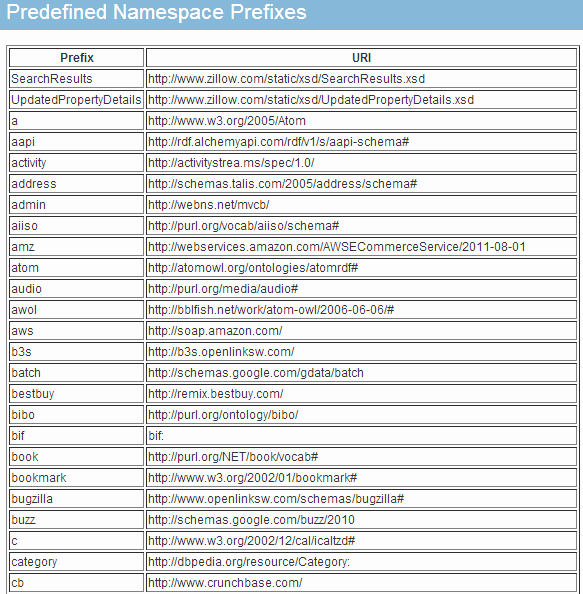 Predefined Namespace Prefixes
Prefix URI
SearchResults http://www.zillow.com/static/xsd/SearchResults.xsd
UpdatedPropertyDetails http://www.zillow.com/static/xsd/UpdatedPropertyDetails.xsd
a http://www.w3.org/2005/Atom
aapi http://rdf.alchemyapi.com/rdf/v1/s/aapi-schema#
activity http://activitystrea.ms/spec/1.0/
address http://schemas.talis.com/2005/address/schema#
admin http://webns.net/mvcb/
aiiso http://purl.org/vocab/aiiso/schema#
amz http://webservices.amazon.com/AWSECommerceService/2011-08-01
atom http://atomowl.org/ontologies/atomrdf#
audio http://purl.org/media/audio#
awol http://bblfish.net/work/atom-owl/2006-06-06/#
aws http://soap.amazon.com/
b3s http://b3s.openlinksw.com/
batch http://schemas.google.com/gdata/batch
bestbuy http://remix.bestbuy.com/
bibo http://purl.org/ontology/bibo/
bif bif:
book http://purl.org/NET/book/vocab#
bookmark http://www.w3.org/2002/01/bookmark#
bugzilla http://www.openlinksw.com/schemas/bugzilla#
buzz http://schemas.google.com/buzz/2010
c http://www.w3.org/2002/12/cal/icaltzd#
category http://dbpedia.org/resource/Category:
cb http://www.crunchbase.com/